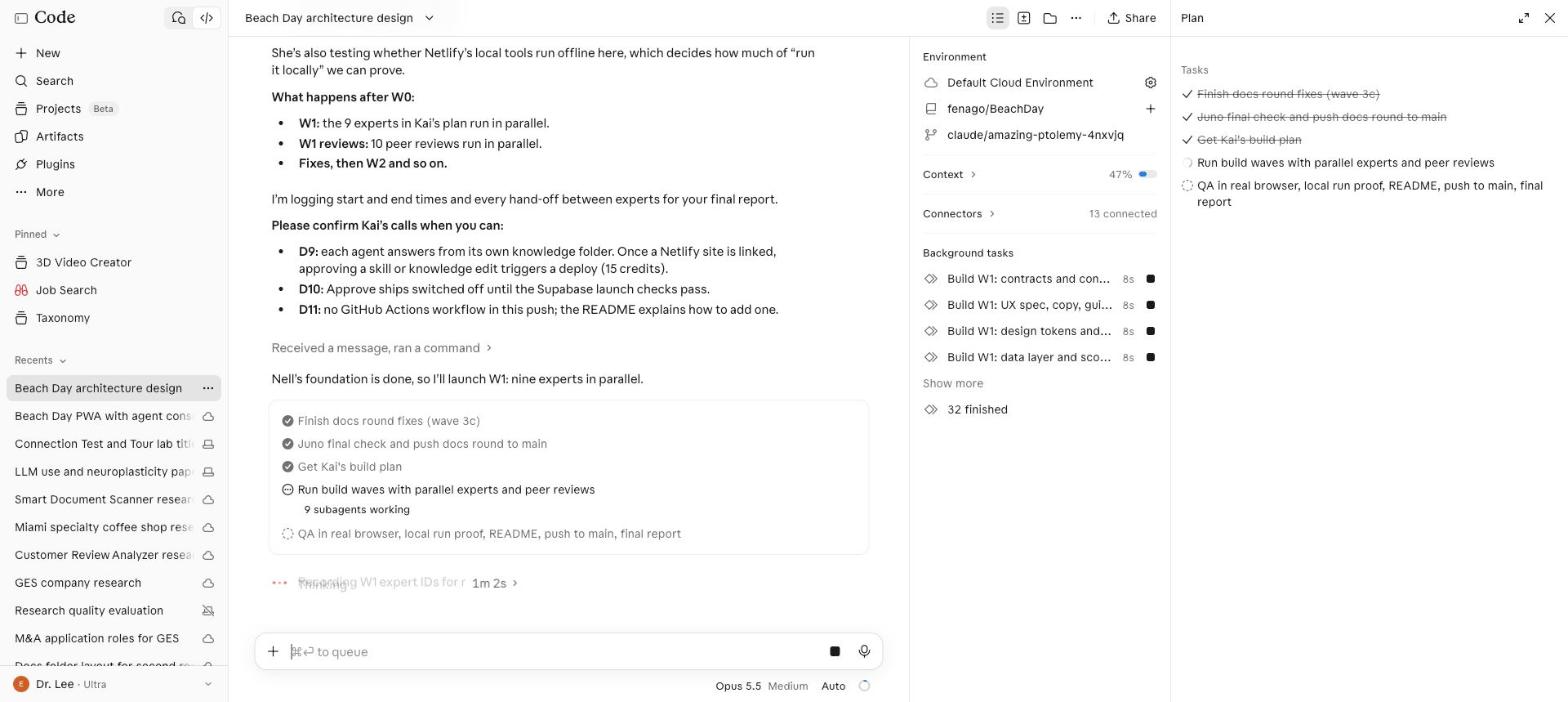 Code
New
Search
Projects Beta
Artifacts
Plugins
More
Pinned
3D Video Creator
Job Search
Taxonomy
Recents
Beach Day architecture design
Beach Day PWA with agent cons
Connection Test and Tour lab titl
LLM use and neuroplasticity pap
Smart Document Scanner resear
Miami specialty coffee shop rese
Customer Review Analyzer resea
GES company research
Research quality evaluation
M&A application roles for GES
Docs folder layout for second re
E Dr. Lee · Ultra
Beach Day architecture design
Share
She’s also testing whether Netlify’s local tools run offline here, which decides how much of “run
it locally” we can prove.
What happens after W0:
• W1: the 9 experts in Kai’s plan run in parallel.
• W1 reviews: 10 peer reviews run in parallel.
• Fixes, then W2 and so on.
I’m logging start and end times and every hand-off between experts for your final report.
Please confirm Kai’s calls when you can:
• D9: each agent answers from its own knowledge folder. Once a Netlify site is linked,
approving a skill or knowledge edit triggers a deploy (15 credits).
• D10: Approve ships switched off until the Supabase launch checks pass.
• D11: no GitHub Actions workflow in this push; the README explains how to add one.
Received a message, ran a command
Nell’s foundation is done, so I’ll launch W1: nine experts in parallel.
Finish docs round fixes (wave 3c)
Juno final check and push docs round to main
Get Kai's build plan
Run build waves with parallel experts and peer reviews
9 subagents working
QA in real browser, local run proof, README, push to main, final report
Recording W1 expert IDs for r 1m 2s
Thinking
⌘⏎ to queue
Opus 5.5 Medium Auto
Environment
Default Cloud Environment
fenago/BeachDay
claude/amazing-ptolemy-4nxvjq
Context 47%
Connectors 13 connected
Background tasks
Build W1: contracts and con... 8s
Build W1: UX spec, copy, gui... 8s
Build W1: design tokens and... 8s
Build W1: data layer and sco... 8s
Show more
32 finished
Plan
Tasks
Finish docs round fixes (wave 3c)
Juno final check and push docs round to main
Get Kai's build plan
Run build waves with parallel experts and peer reviews
QA in real browser, local run proof, README, push to main, final
report